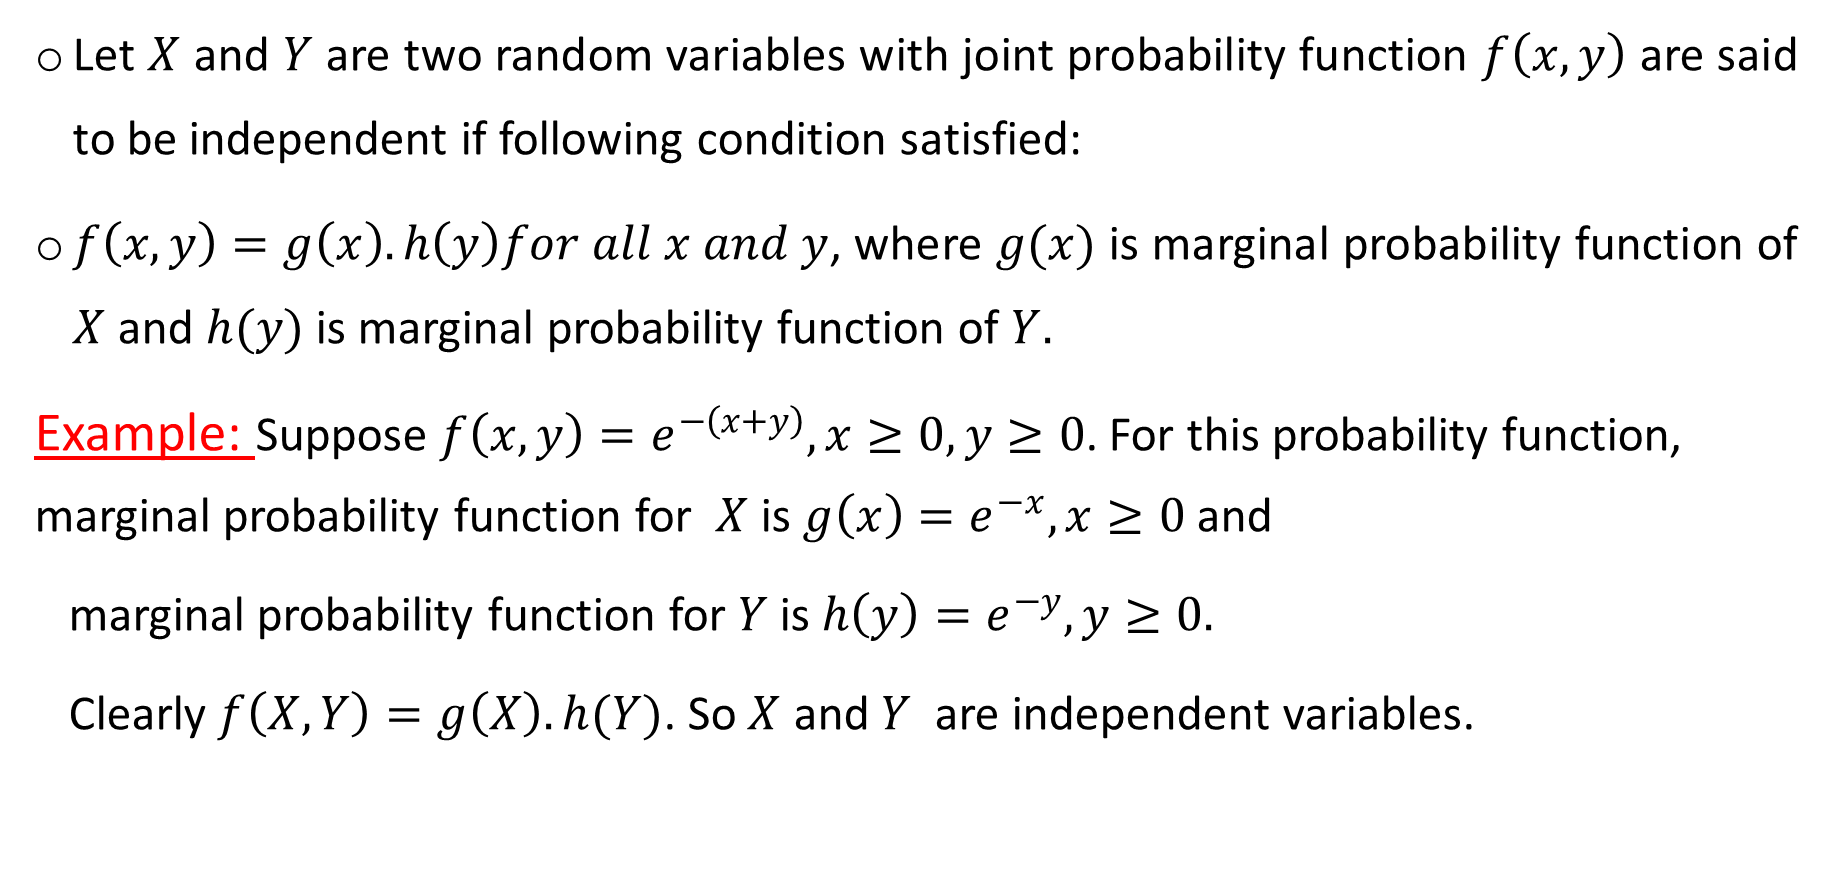 ○ Let 𝑋 and 𝑌 are two random variables with joint probability function 𝑓(𝑥, 𝑦) are said
to be independent if following condition satisfied:
○ 𝑓(𝑥, 𝑦) = 𝑔(𝑥). ℎ(𝑦)𝑓𝑜𝑟 𝑎𝑙𝑙 𝑥 𝑎𝑛𝑑 𝑦, where 𝑔(𝑥) is marginal probability function of
𝑋 and ℎ(𝑦) is marginal probability function of 𝑌.
Example: Suppose 𝑓(𝑥, 𝑦) = 𝑒^−(𝑥+𝑦), 𝑥 ≥ 0, 𝑦 ≥ 0. For this probability function,
marginal probability function for 𝑋 is 𝑔(𝑥) = 𝑒^−𝑥, 𝑥 ≥ 0 and
marginal probability function for 𝑌 is ℎ(𝑦) = 𝑒^−𝑦, 𝑦 ≥ 0.
Clearly 𝑓(𝑋, 𝑌) = 𝑔(𝑋). ℎ(𝑌). So 𝑋 and 𝑌 are independent variables.